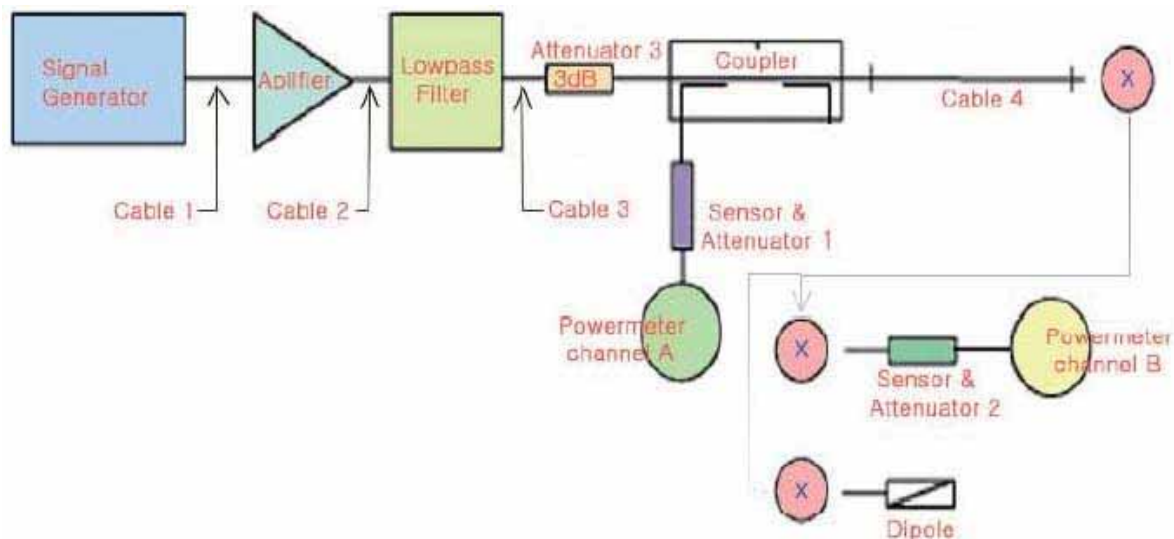 Signal
Generator
Aplifier
Lowpass
Filter
Attenuator 3
3dB
Coupler
Cable 4
X
Cable 1
Cable 2
Cable 3
Sensor &
Attenuator 1
Powermeter
channel A
X
Sensor &
Attenuator 2
Powermeter
channel B
X
Dipole